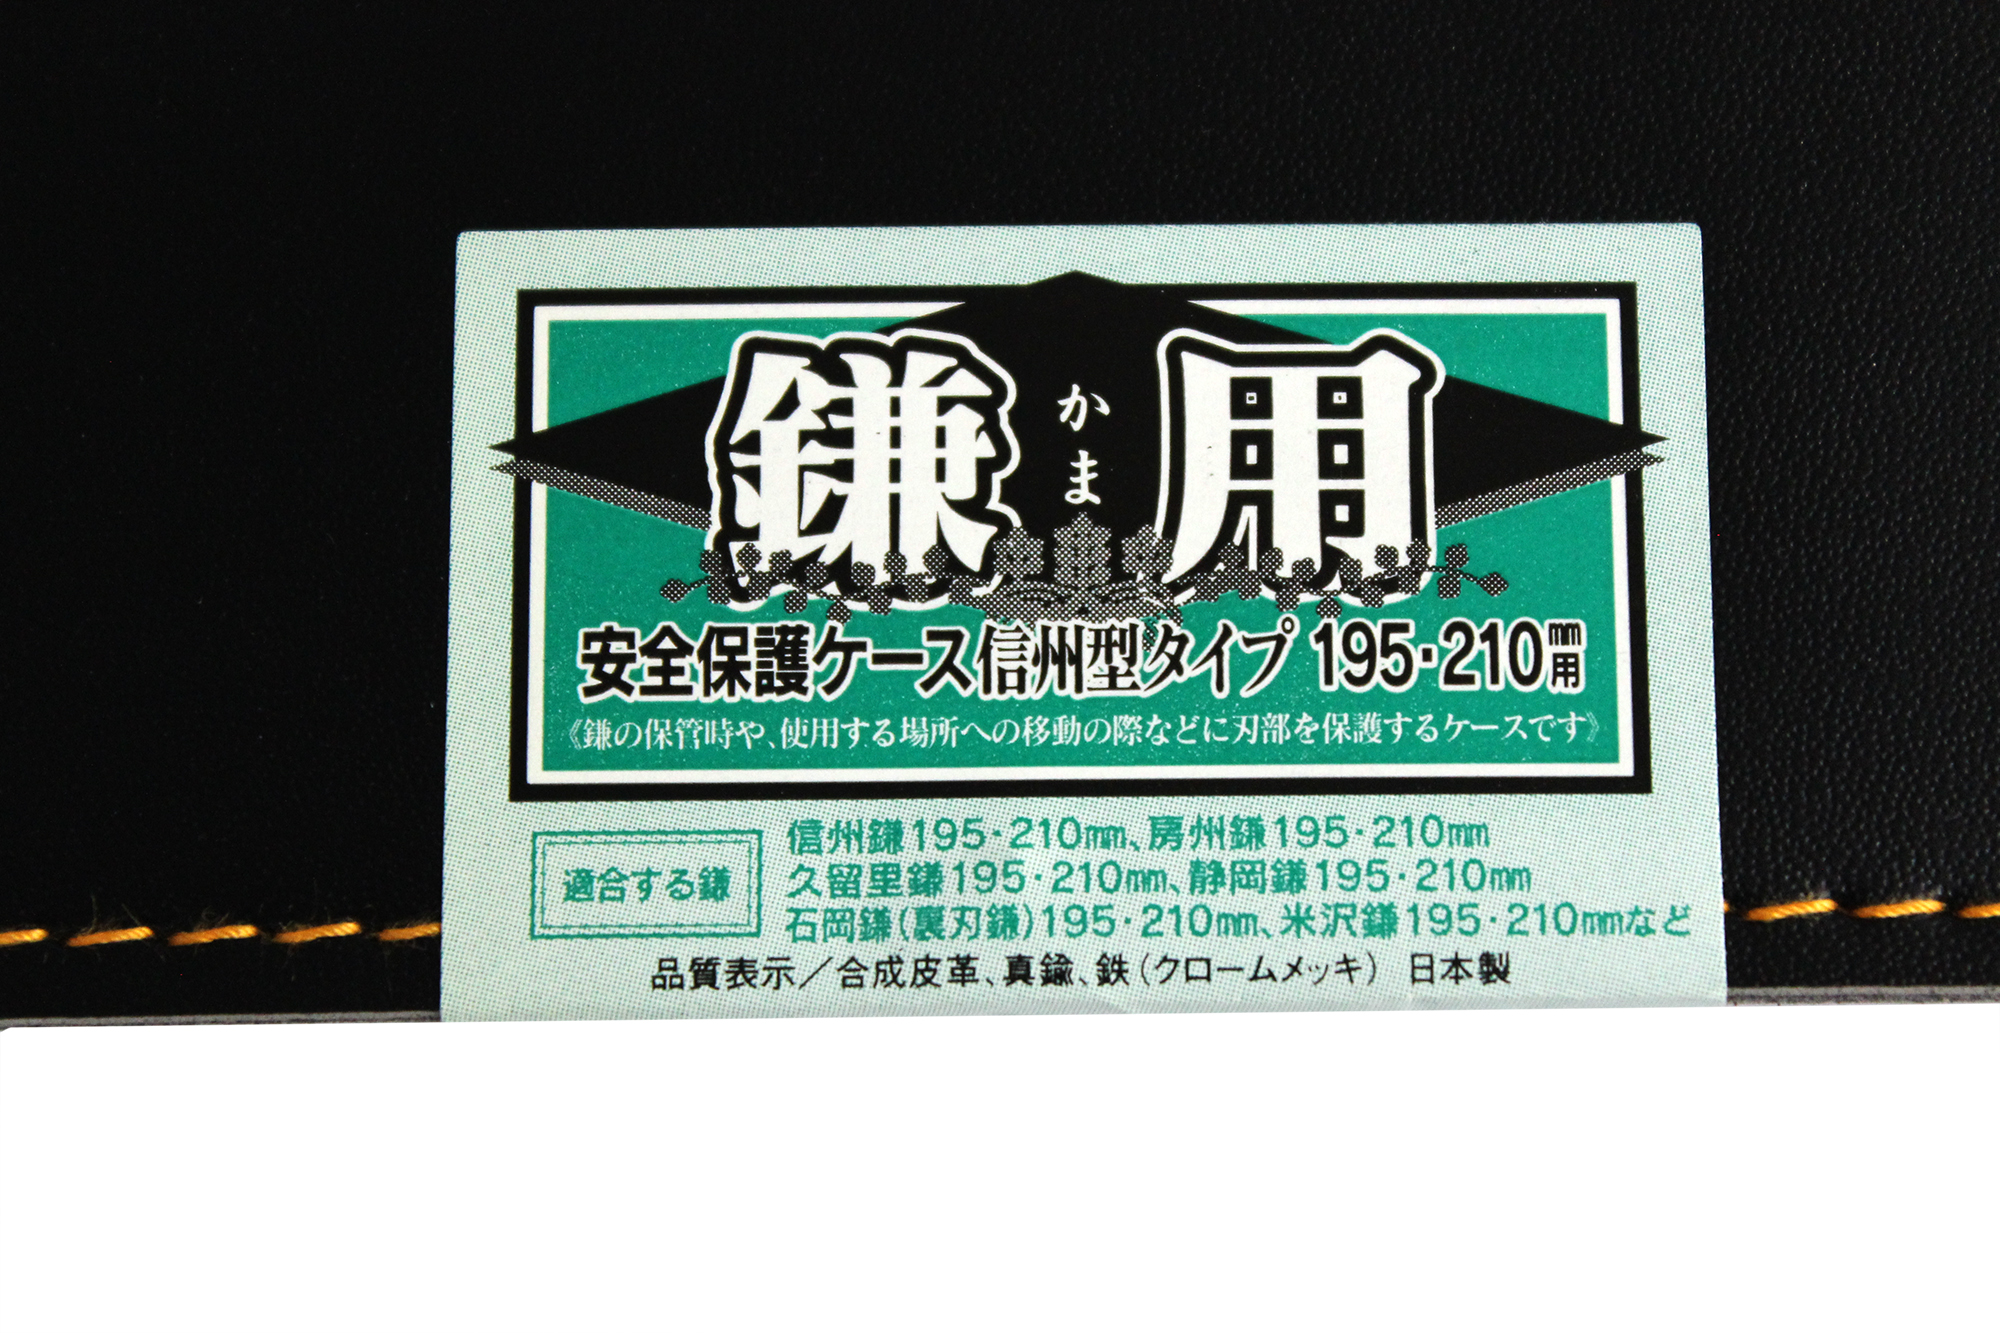 鎌用
かま
安全保護ケース信州型タイプ 195・210㎜用
《鎌の保管時や、使用する場所への移動の際などに刃部を保護するケースです》
適合する鎌
信州鎌195・210㎜、房州鎌195・210㎜
久留里鎌195・210㎜、静岡鎌195・210㎜
石岡鎌(裏刃鎌)195・210㎜、米沢鎌195・210㎜など
品質表示／合成皮革、真鍮、鉄(クロームメッキ) 日本製